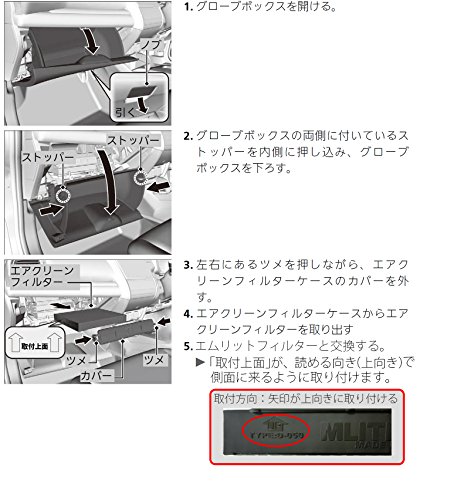 1. グローブボックスを開ける。
ノブ
引く
2. グローブボックスの両側に付いているス
トッパーを内側に押し込み、グローブ
ボックスを下ろす。
ストッパー
ストッパー
3. 左右にあるツメを押しながら、エアク
リーンフィルターケースのカバーを外
す。
4. エアクリーンフィルターケースからエア
クリーンフィルターを取り出す
5. エムリットフィルターと交換する。
▶「取付上面」が、読める向き(上向き)で
側面に来るように取り付けます。
エアクリーン
フィルター
取付上面
ツメ
カバー
ツメ
取付方向：矢印が上向きに取り付ける
TYPE:D-050
MLIT
MADE